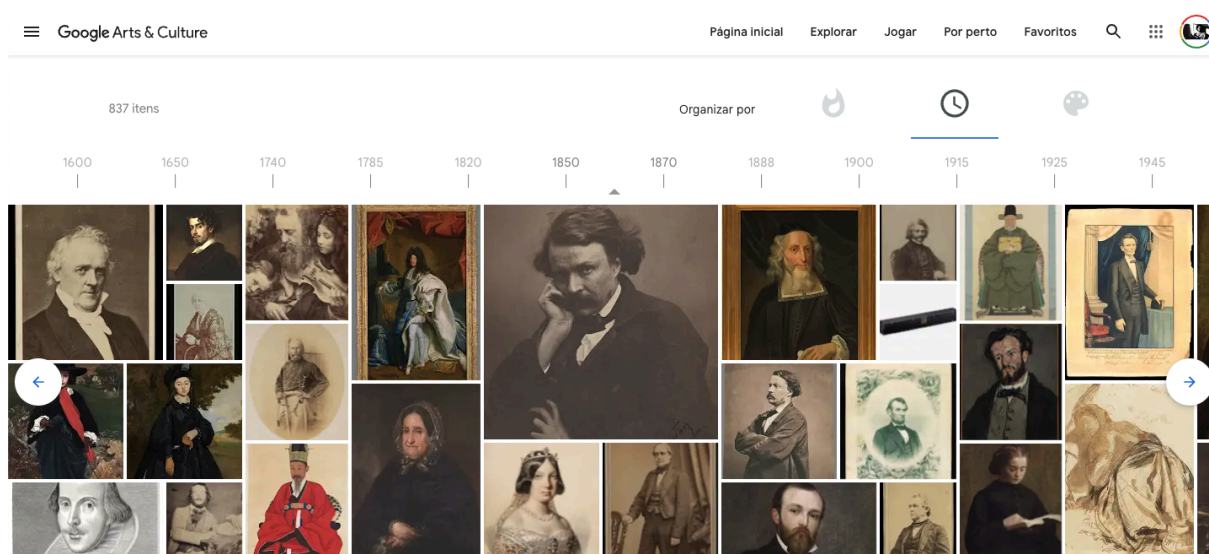 Google Arts & Culture Página inicial Explorar Jogar Por perto Favoritos
837 itens Organizar por
1600 1650 1740 1785 1820 1850 1870 1888 1900 1915 1925 1945